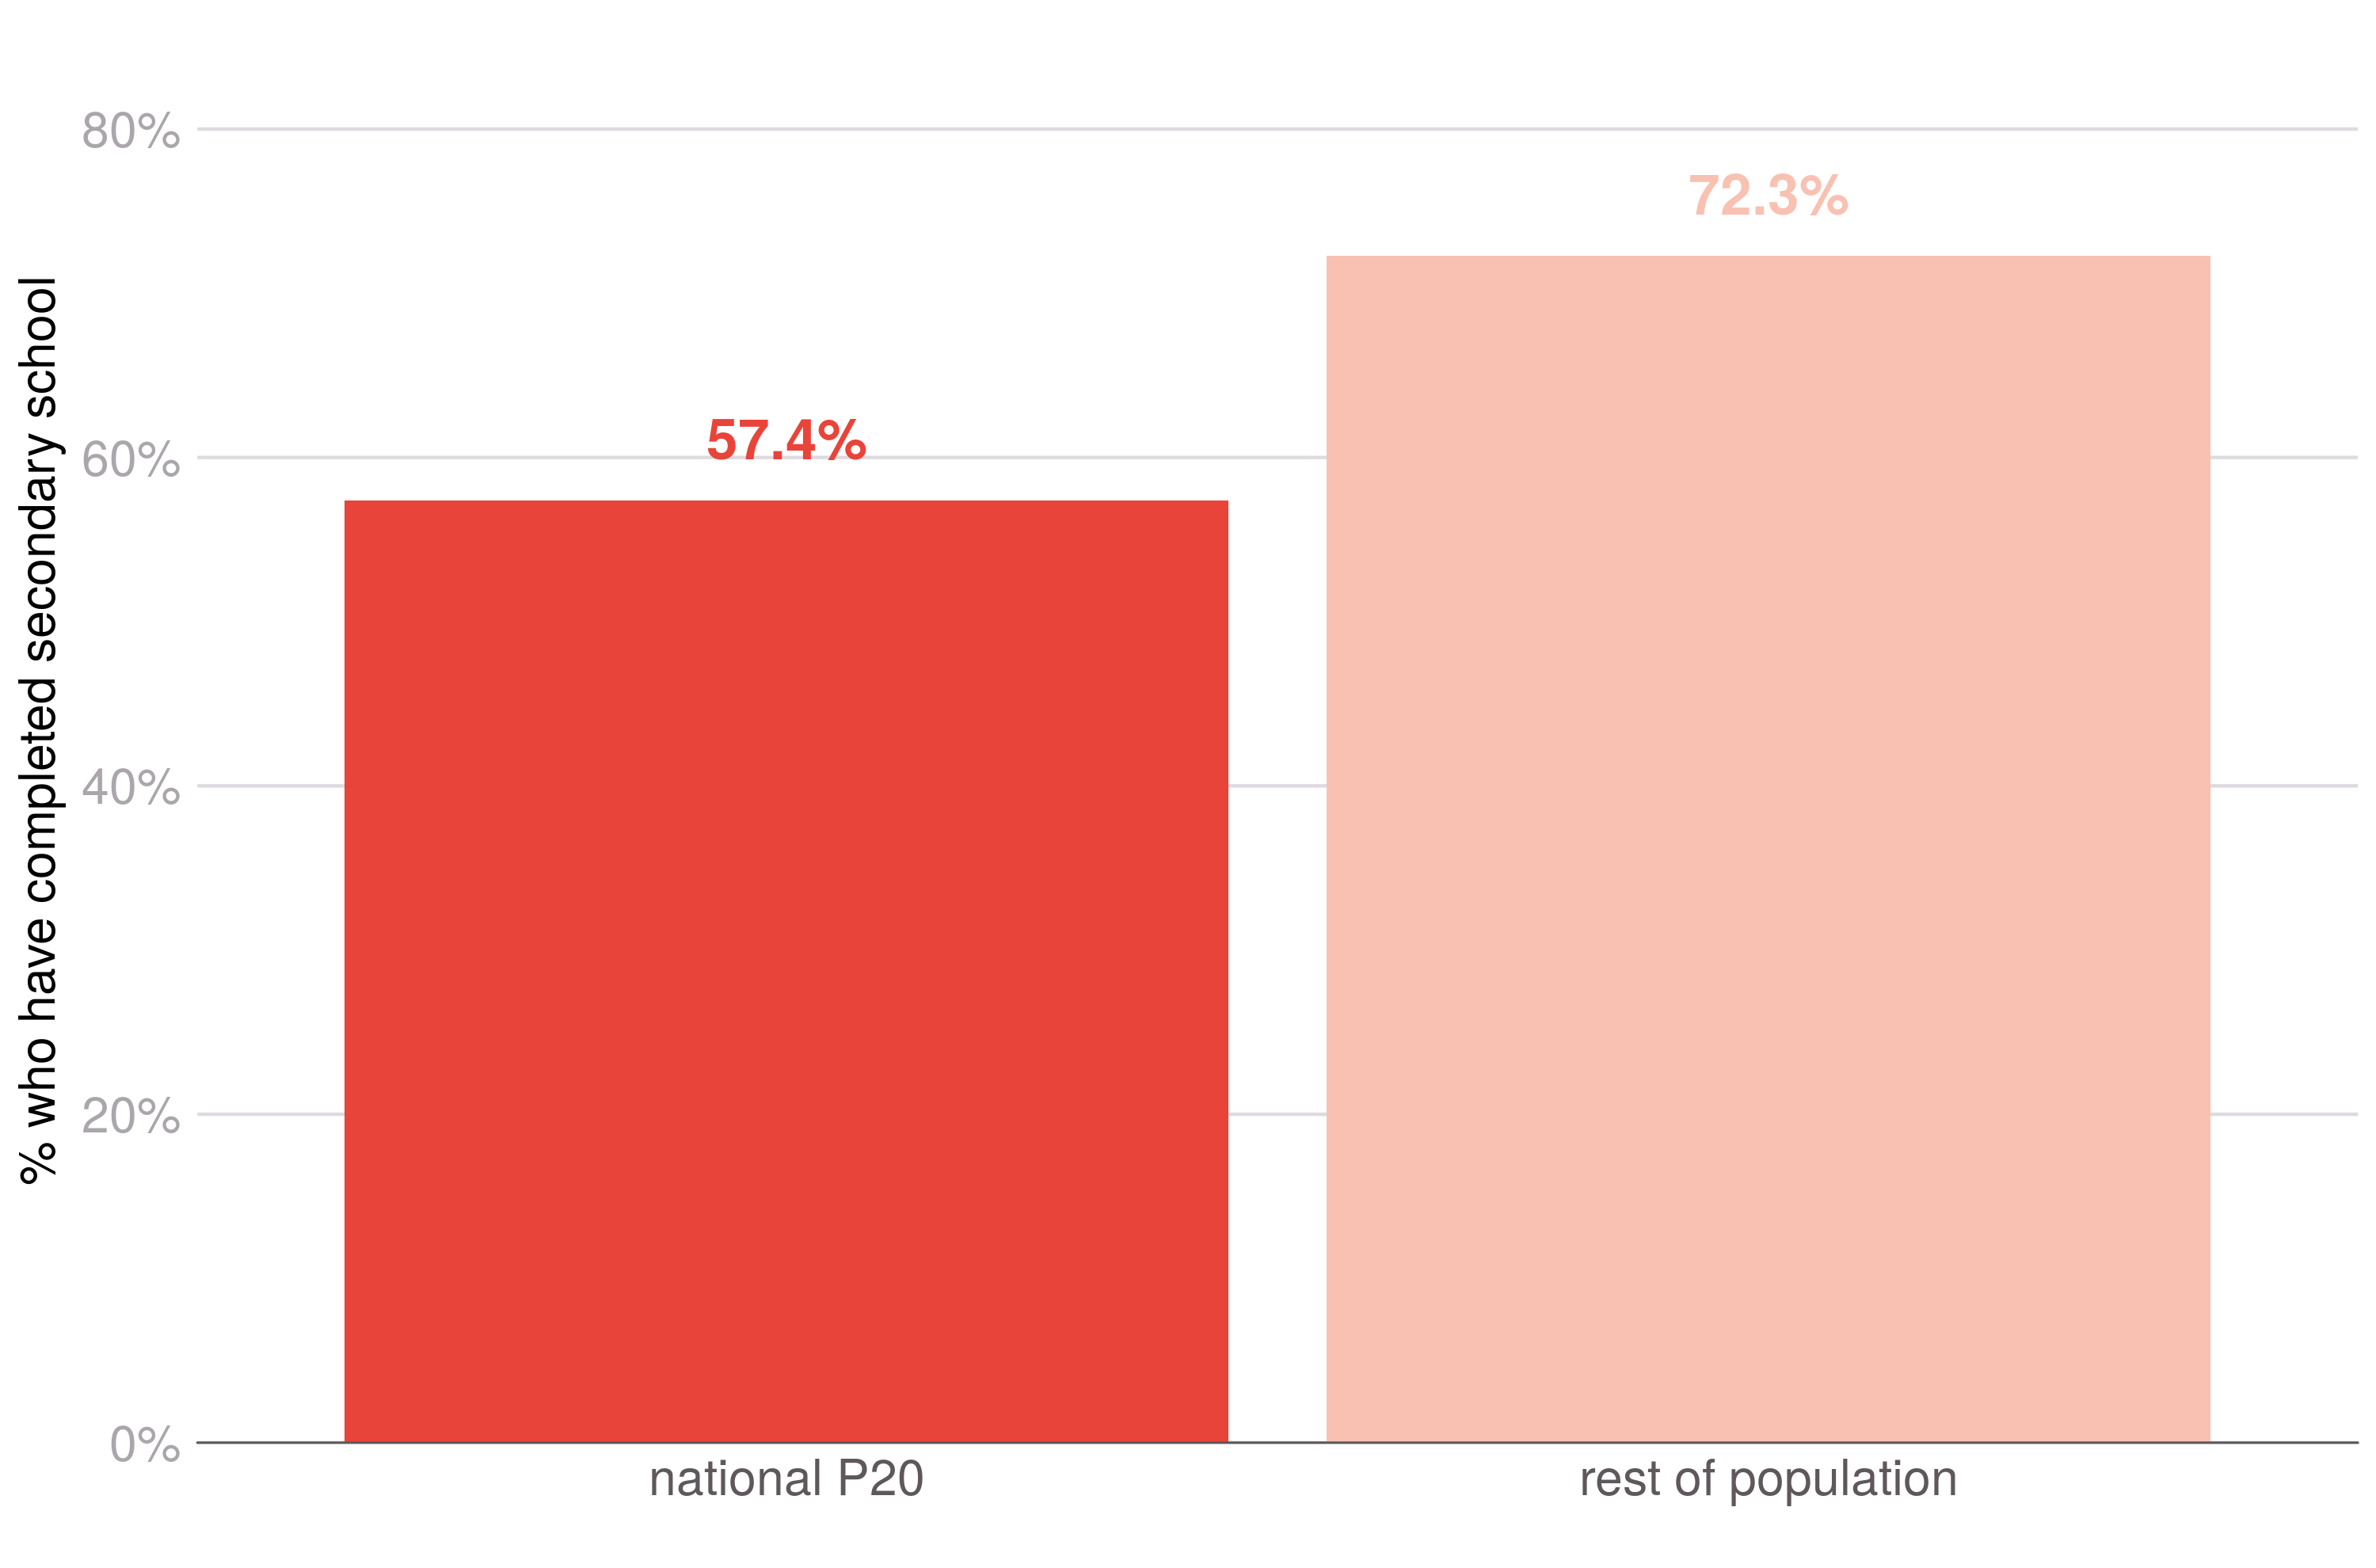 % who have completed secondary school
80%
60%
40%
20%
0%
57.4%
72.3%
national P20
rest of population